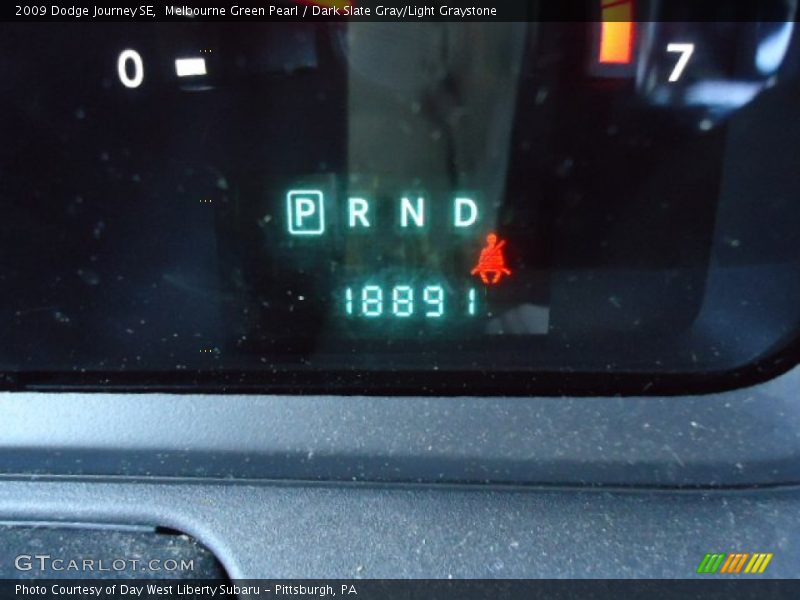 2009 Dodge Journey SE,  Melbourne Green Pearl / Dark Slate Gray/Light Graystone
0
7
P R N D
18891
GTCARLOT.COM
Photo Courtesy of Day West Liberty Subaru - Pittsburgh, PA